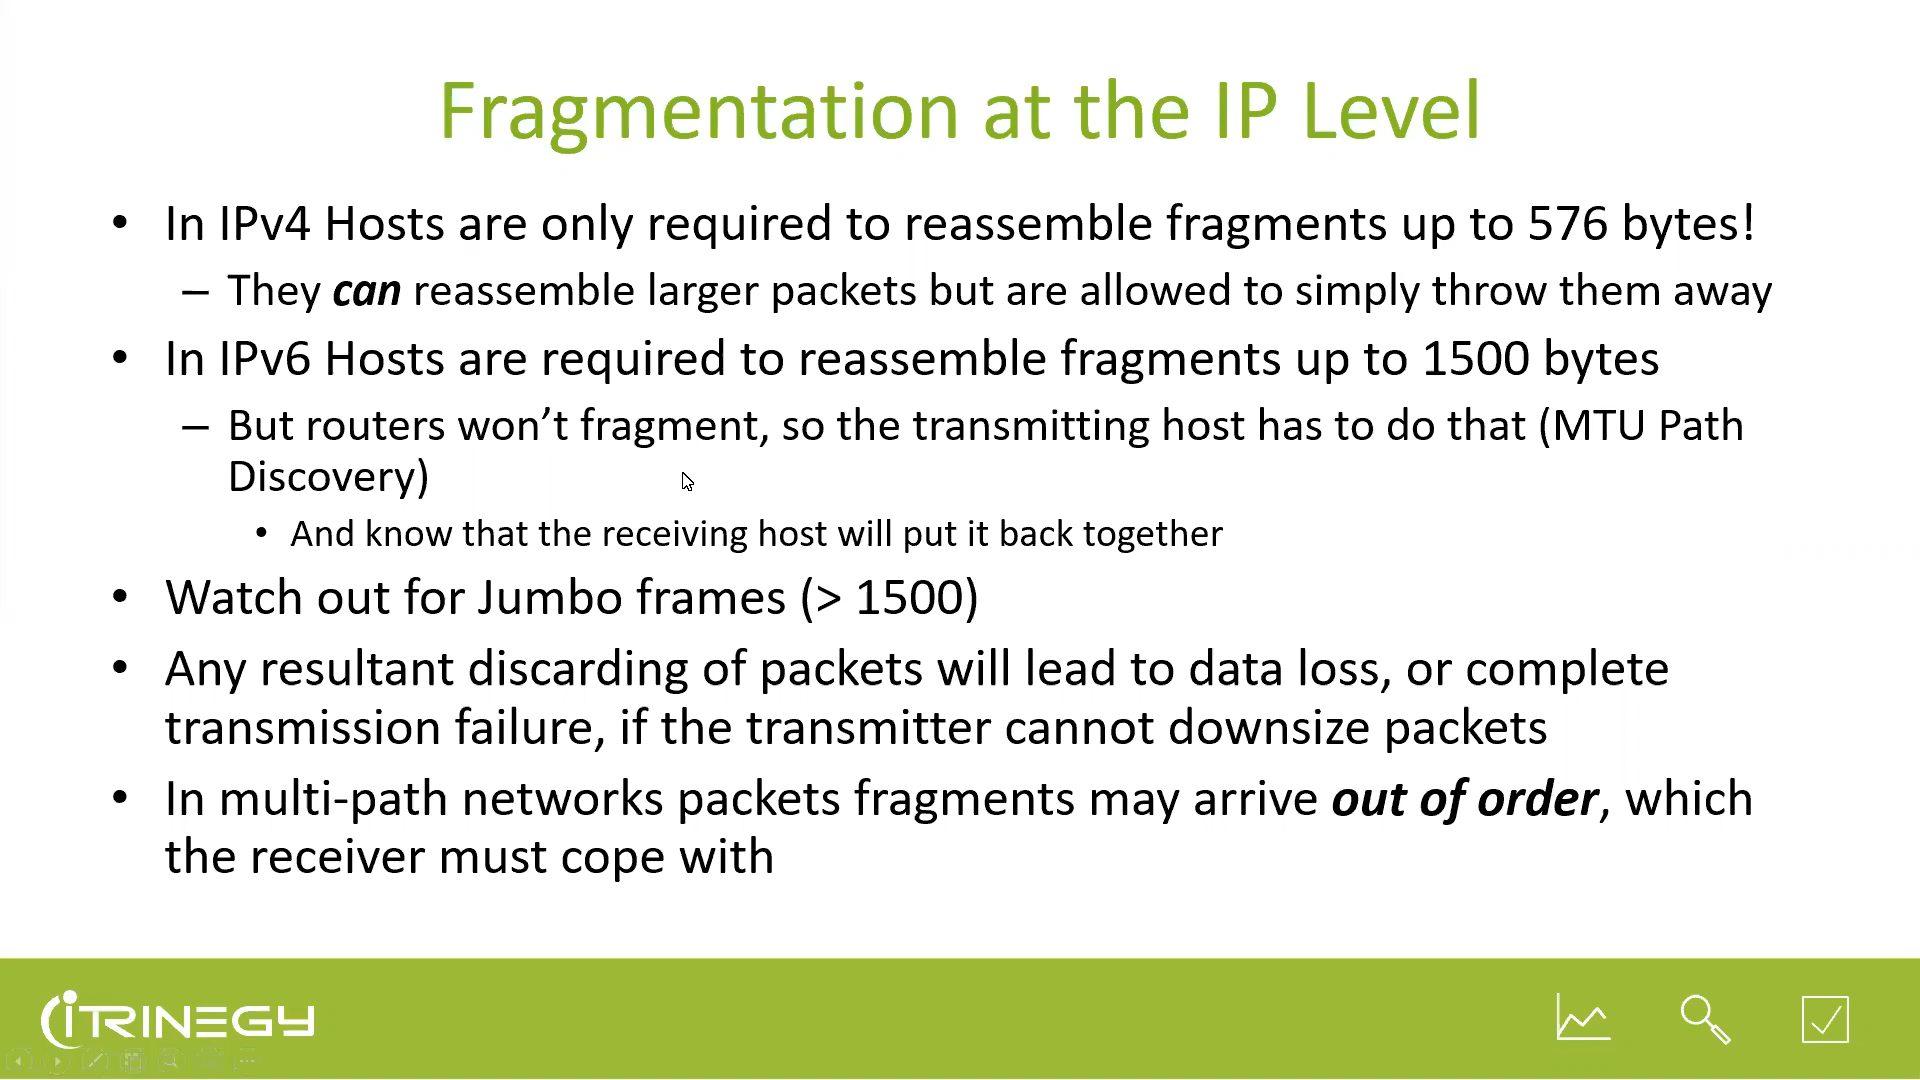 Fragmentation at the IP Level
• In IPv4 Hosts are only required to reassemble fragments up to 576 bytes!
– They can reassemble larger packets but are allowed to simply throw them away
• In IPv6 Hosts are required to reassemble fragments up to 1500 bytes
– But routers won’t fragment, so the transmitting host has to do that (MTU Path
Discovery)
• And know that the receiving host will put it back together
• Watch out for Jumbo frames (> 1500)
• Any resultant discarding of packets will lead to data loss, or complete
transmission failure, if the transmitter cannot downsize packets
• In multi-path networks packets fragments may arrive out of order, which
the receiver must cope with
iTRINEGY